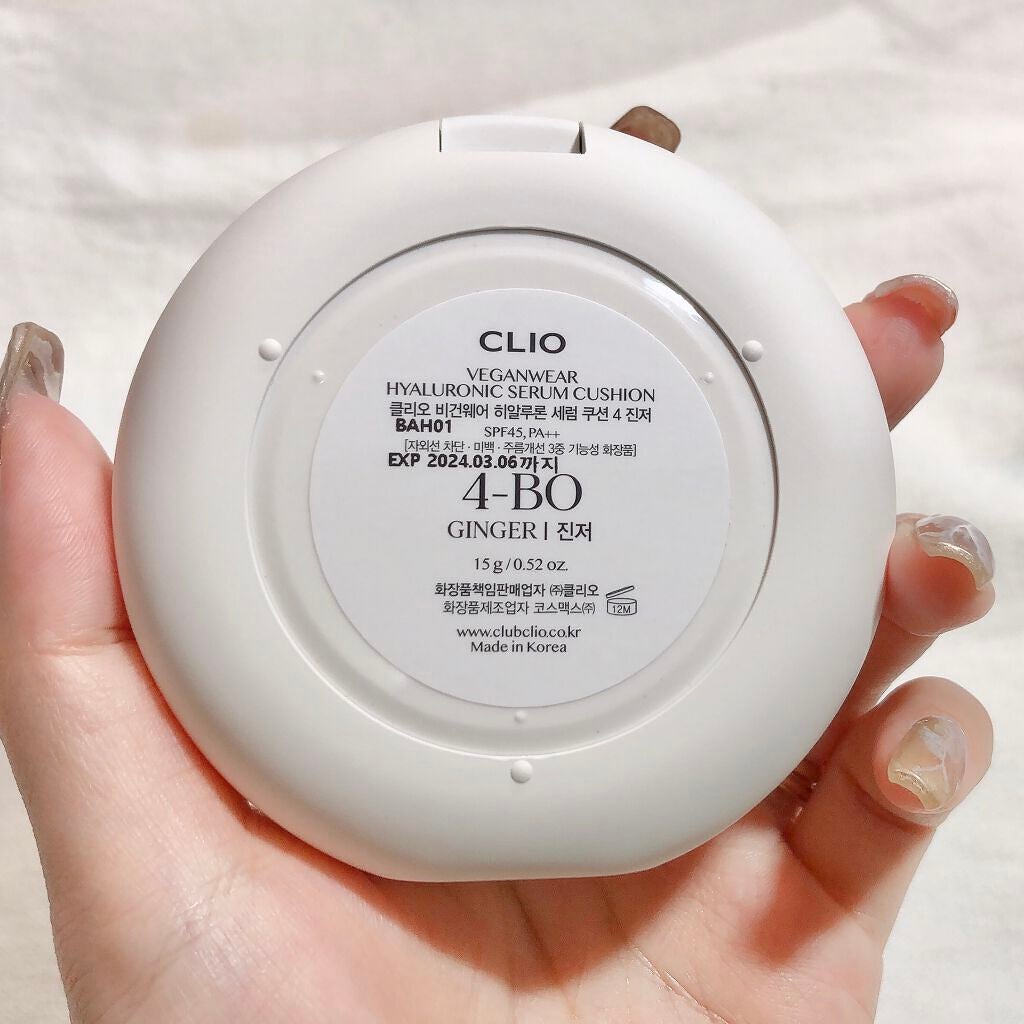 CLIO
VEGANWEAR
HYALURONIC SERUM CUSHION
클리오 비건웨어 히알루론 세럼 쿠션 4 진저
BAH01 SPF45, PA++
[자외선 차단 · 미백 · 주름개선 3중 기능성 화장품]
EXP 2024.03.06까지
4-BO
GINGER | 진저
15 g / 0.52 oz.
화장품책임판매업자 ㈜클리오
화장품제조업자 코스맥스㈜ 12M
www.clubclio.co.kr
Made in Korea